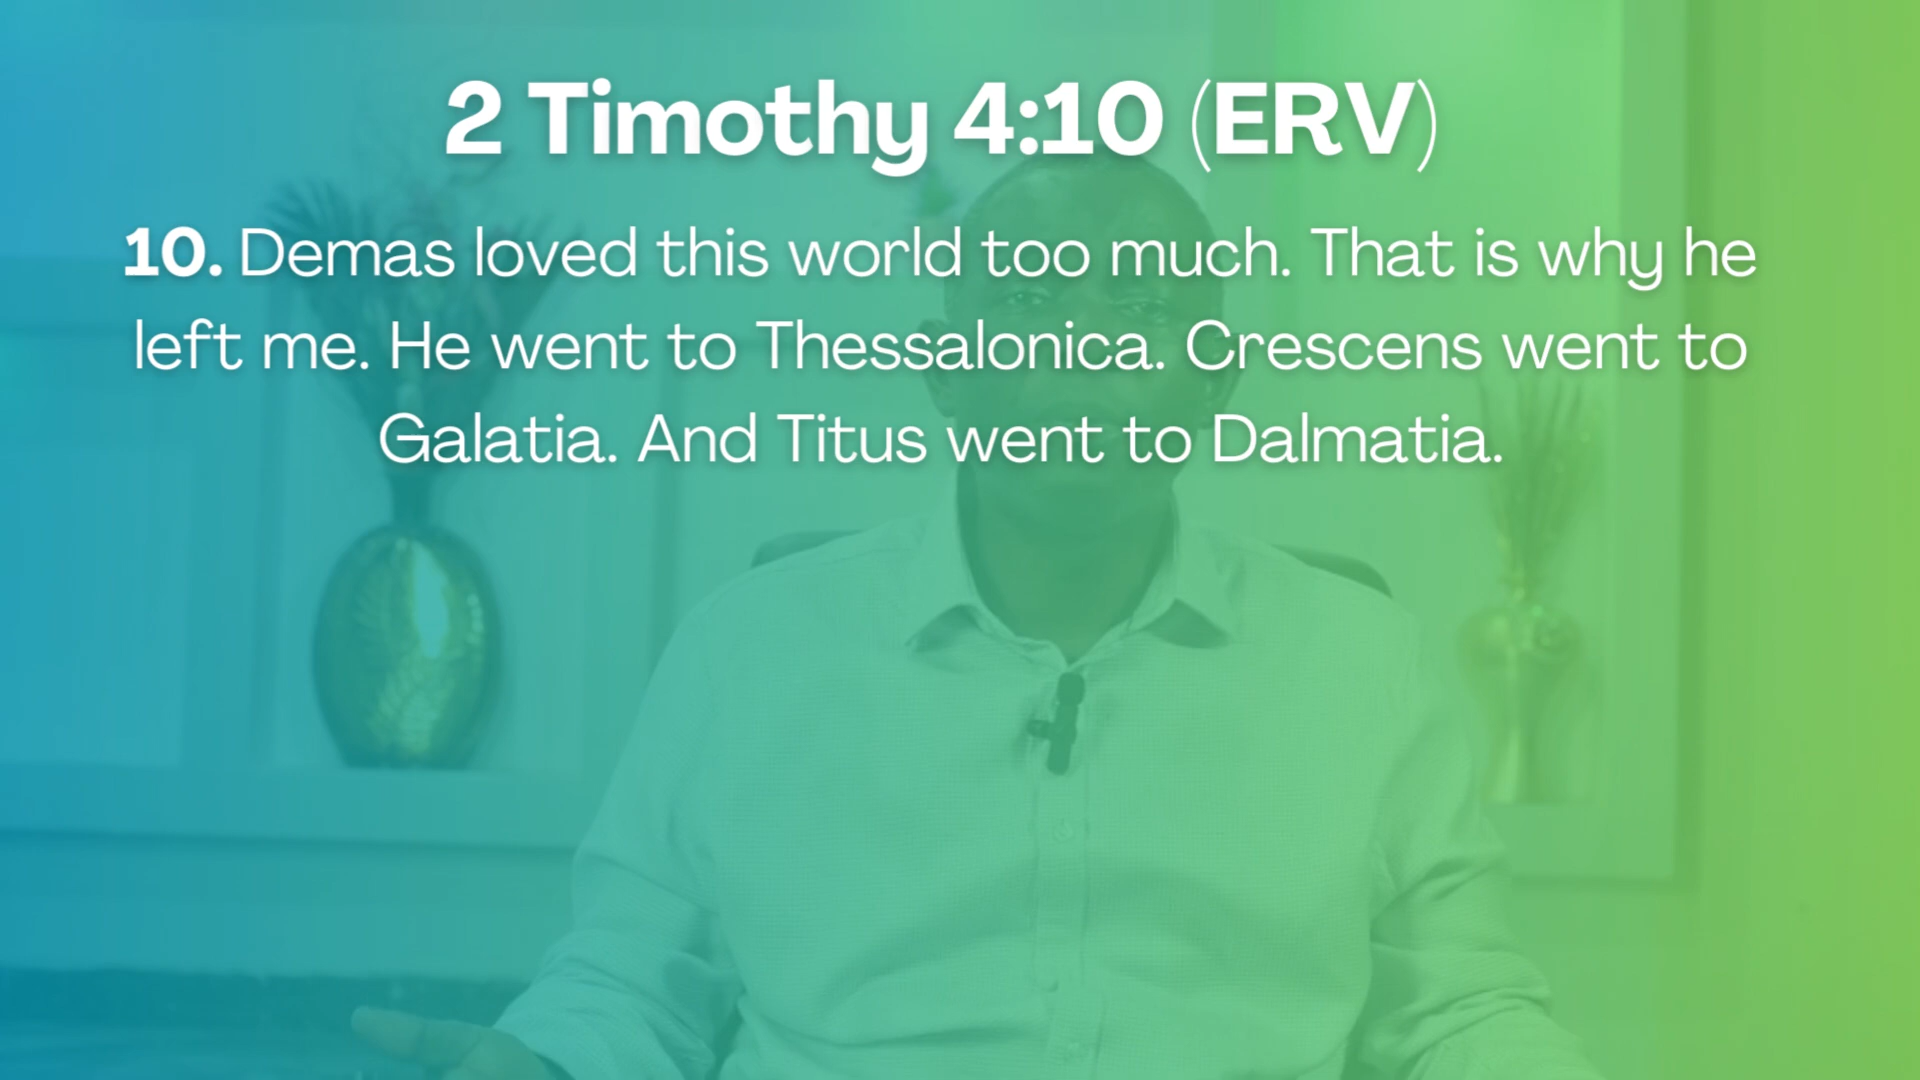 2 Timothy 4:10 (ERV)
10. Demas loved this world too much. That is why he
left me. He went to Thessalonica. Crescens went to
Galatia. And Titus went to Dalmatia.